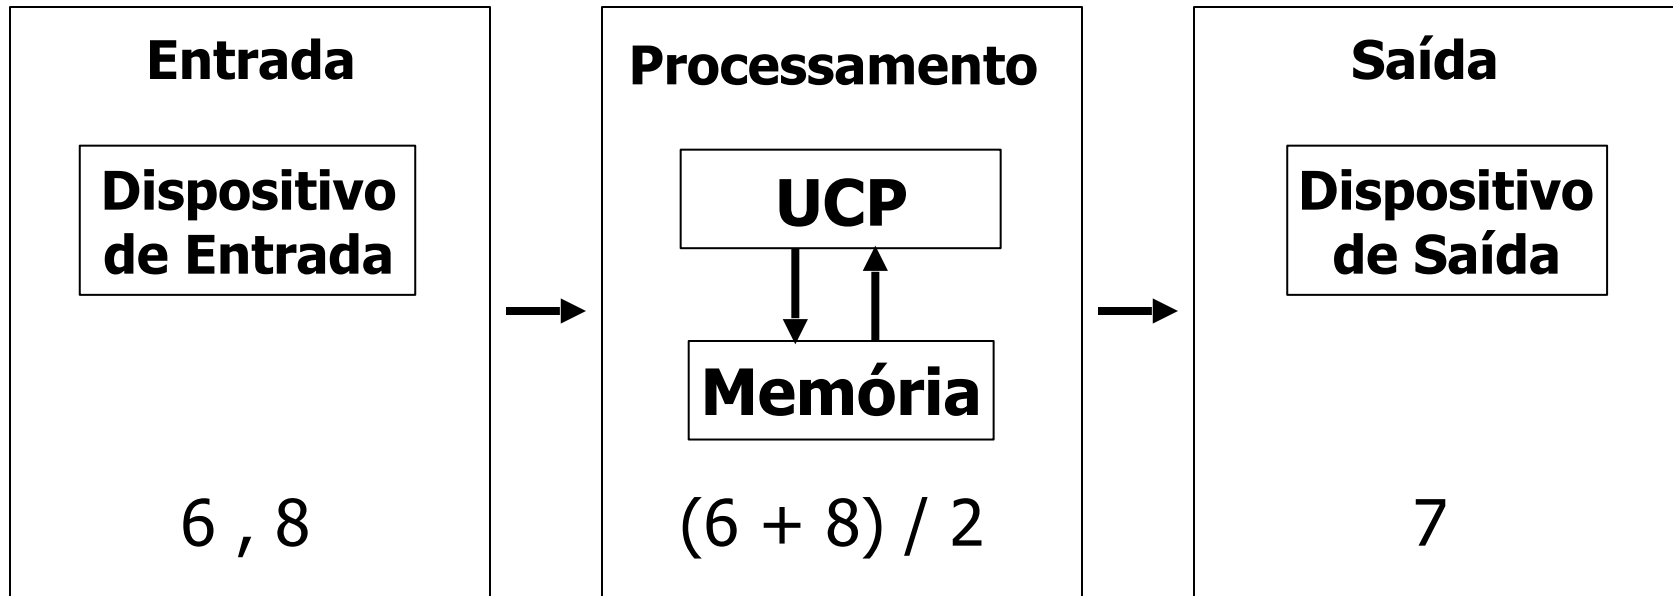 Entrada
Dispositivo
de Entrada
6 , 8
Processamento
UCP
Memória
(6 + 8) / 2
Saída
Dispositivo
de Saída
7